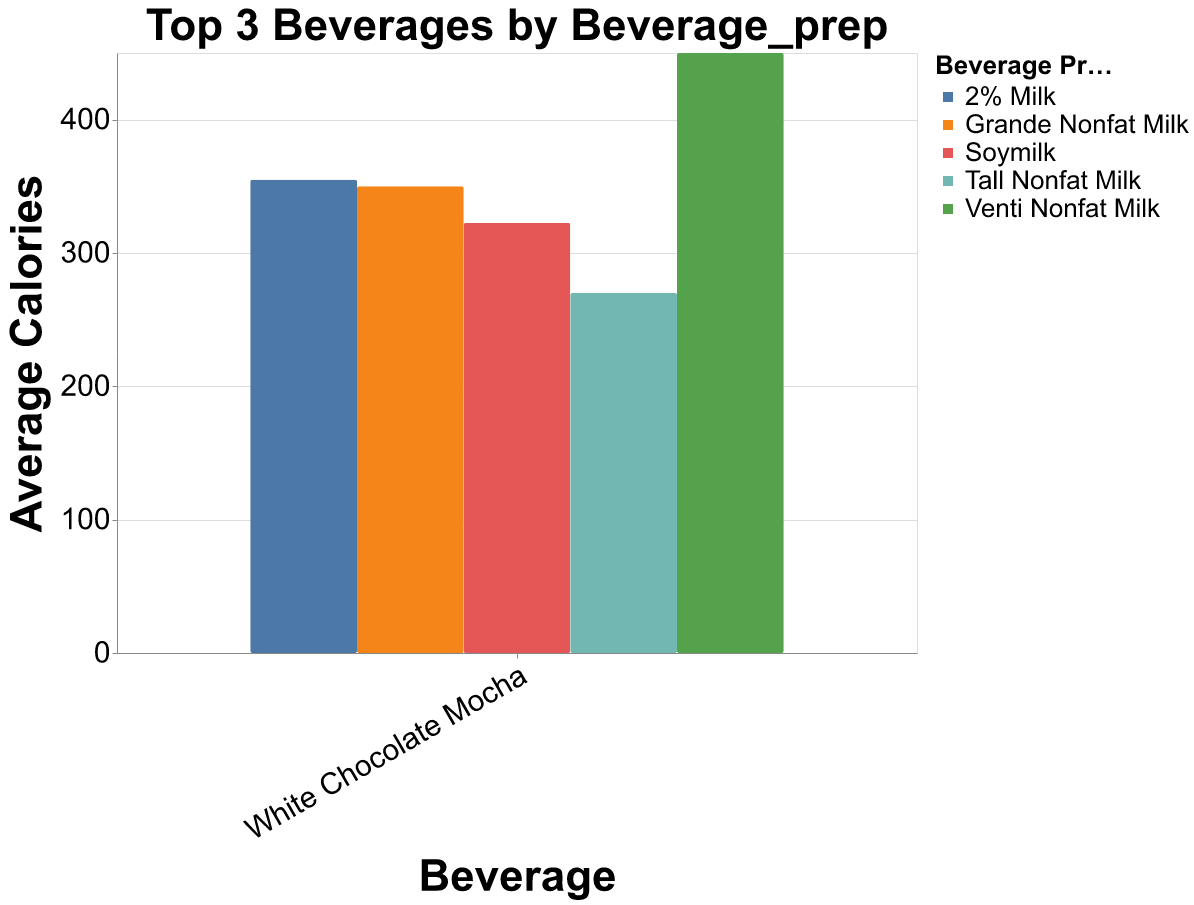 Top 3 Beverages by Beverage_prep
Average Calories
400
300
200
100
0
White Chocolate Mocha
Beverage
Beverage Pr…
2% Milk
Grande Nonfat Milk
Soymilk
Tall Nonfat Milk
Venti Nonfat Milk